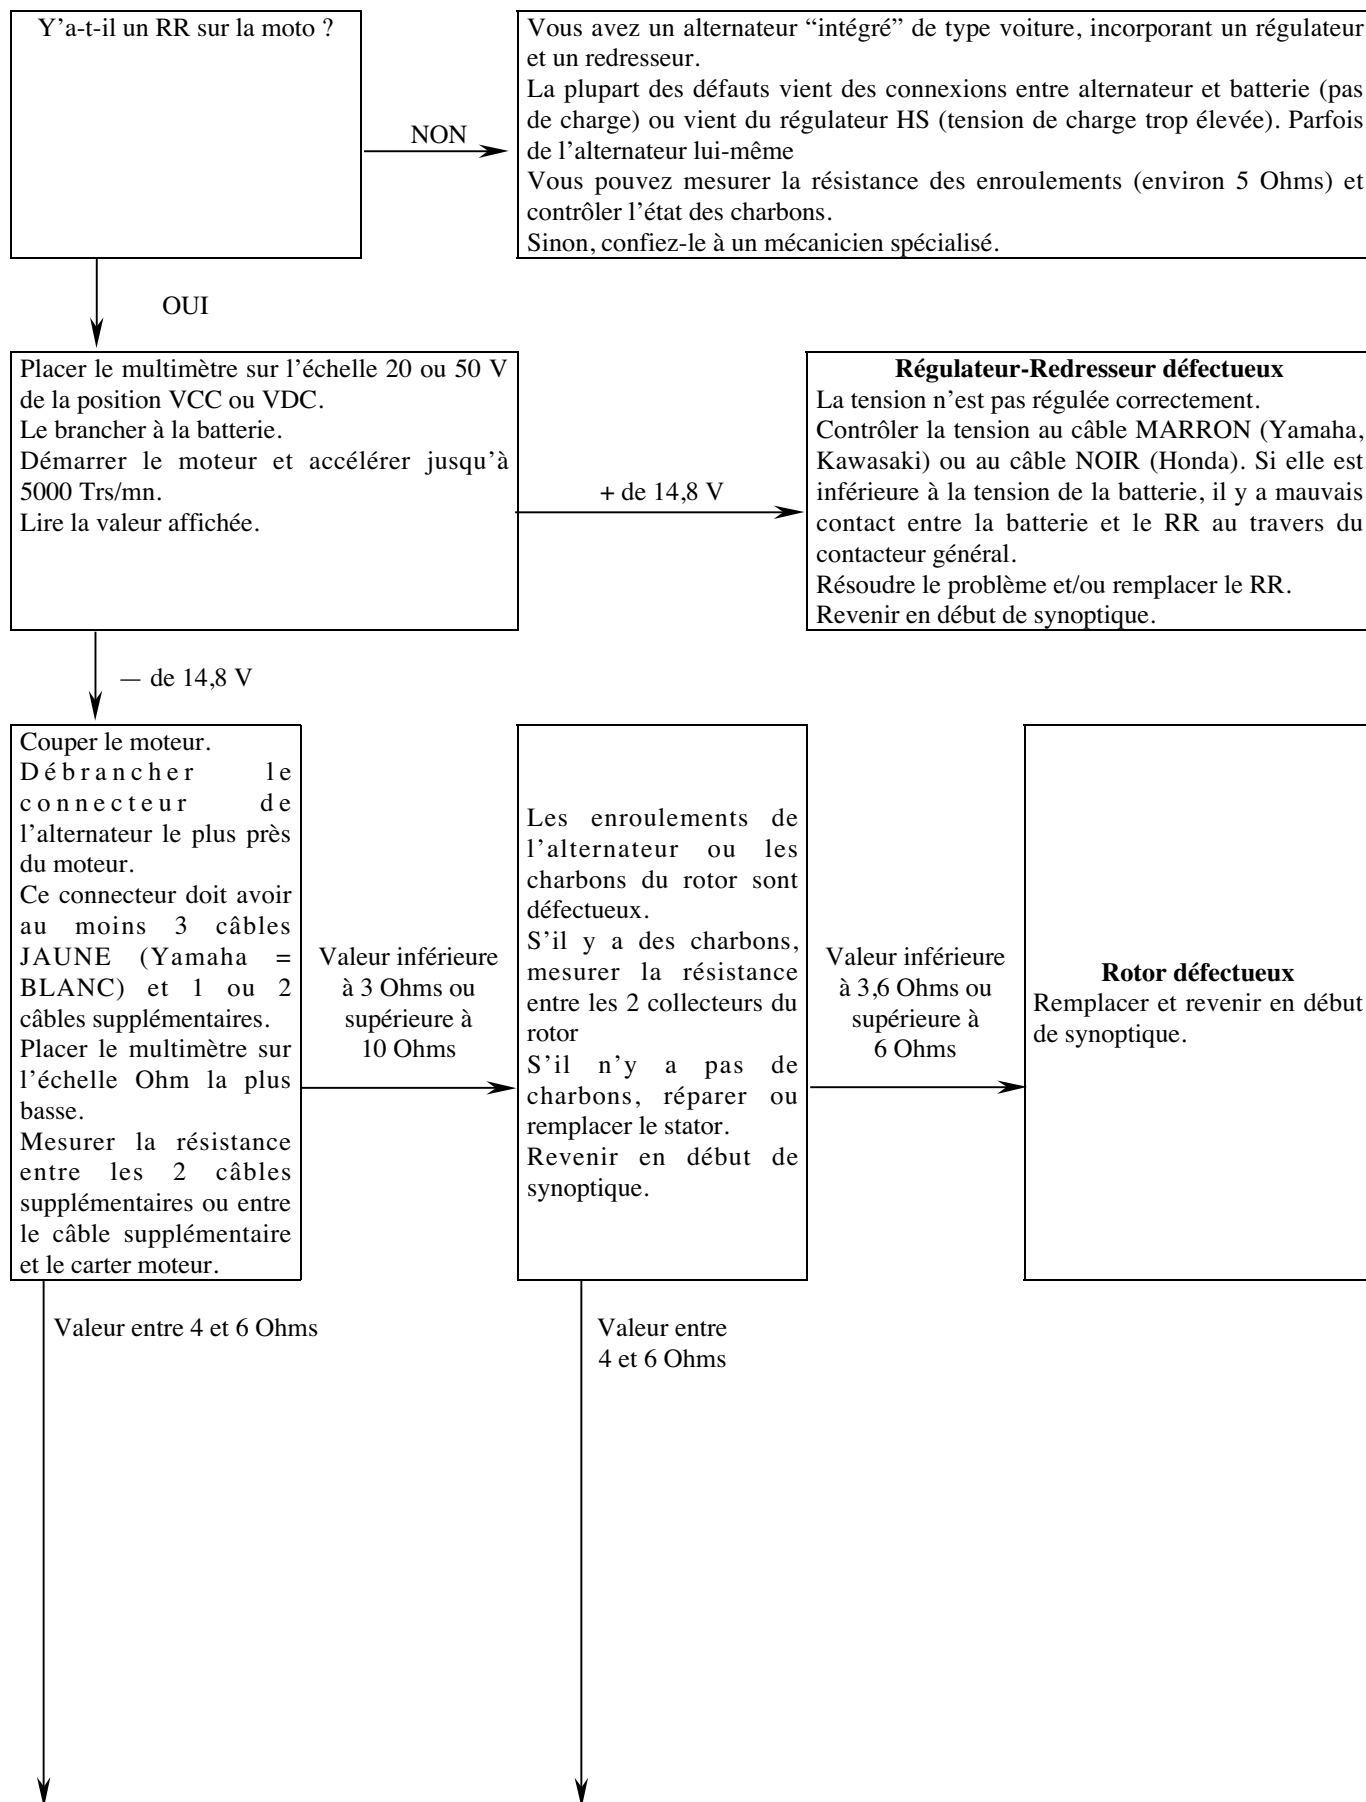 Y'a-t-il un RR sur la moto ?
NON
Vous avez un alternateur “intégré” de type voiture, incorporant un régulateur
et un redresseur.
La plupart des défauts vient des connexions entre alternateur et batterie (pas
de charge) ou vient du régulateur HS (tension de charge trop élevée). Parfois
de l’alternateur lui-même
Vous pouvez mesurer la résistance des enroulements (environ 5 Ohms) et
contrôler l’état des charbons.
Sinon, confiez-le à un mécanicien spécialisé.
OUI
Placer le multimètre sur l’échelle 20 ou 50 V
de la position VCC ou VDC.
Le brancher à la batterie.
Démarrer le moteur et accélérer jusqu’à
5000 Trs/mn.
Lire la valeur affichée.
+ de 14,8 V
Régulateur-Redresseur défectueux
La tension n’est pas régulée correctement.
Contrôler la tension au câble MARRON (Yamaha,
Kawasaki) ou au câble NOIR (Honda). Si elle est
inférieure à la tension de la batterie, il y a mauvais
contact entre la batterie et le RR au travers du
contacteur général.
Résoudre le problème et/ou remplacer le RR.
Revenir en début de synoptique.
— de 14,8 V
Couper le moteur.
Débrancher le
connecteur de
l’alternateur le plus près
du moteur.
Ce connecteur doit avoir
au moins 3 câbles
JAUNE (Yamaha =
BLANC) et 1 ou 2
câbles supplémentaires.
Placer le multimètre sur
l’échelle Ohm la plus
basse.
Mesurer la résistance
entre les 2 câbles
supplémentaires ou entre
le câble supplémentaire
et le carter moteur.
Valeur inférieure
à 3 Ohms ou
supérieure à
10 Ohms
Les enroulements de
l’alternateur ou les
charbons du rotor sont
défectueux.
S’il y a des charbons,
mesurer la résistance
entre les 2 collecteurs du
rotor
S’il n’y a pas de
charbons, réparer ou
remplacer le stator.
Revenir en début de
synoptique.
Valeur inférieure
à 3,6 Ohms ou
supérieure à
6 Ohms
Rotor défectueux
Remplacer et revenir en début
de synoptique.
Valeur entre 4 et 6 Ohms
Valeur entre
4 et 6 Ohms